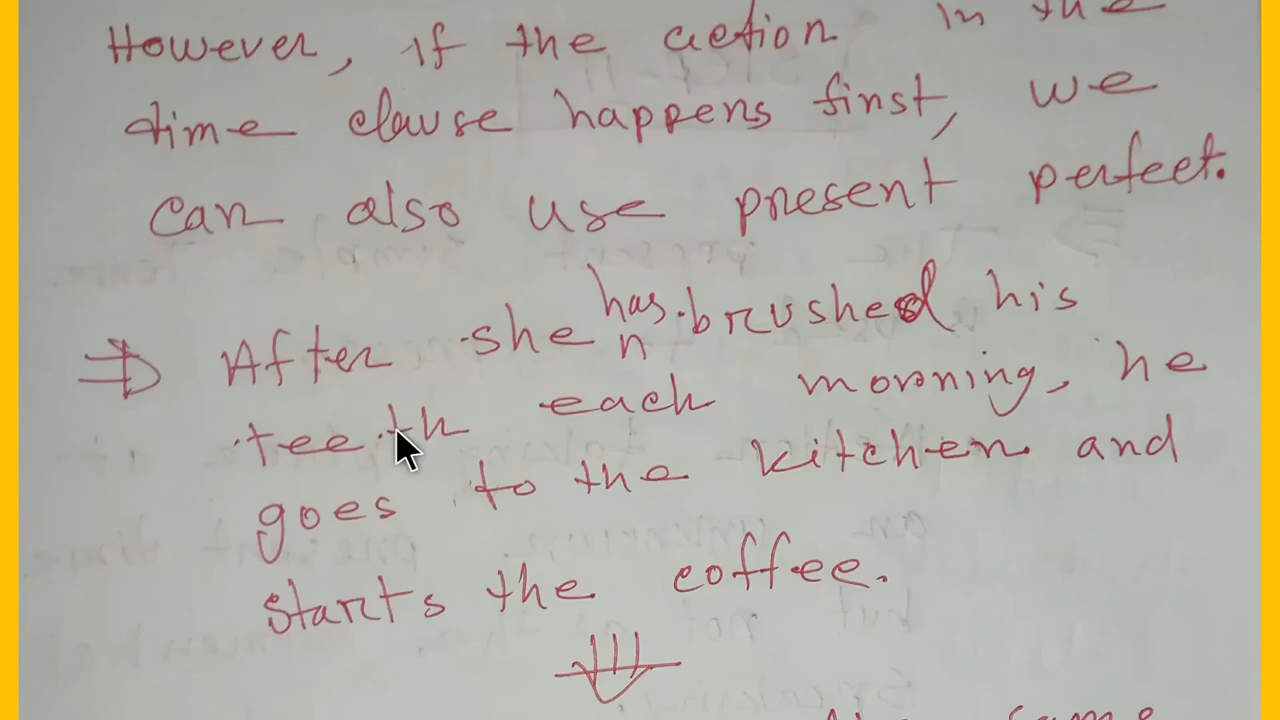 However, if the action in the
time clause happens first, we
can also use present perfect.
⇒ After she has brushed his
teeth each morning, he
goes to the kitchen and
starts the coffee.
same